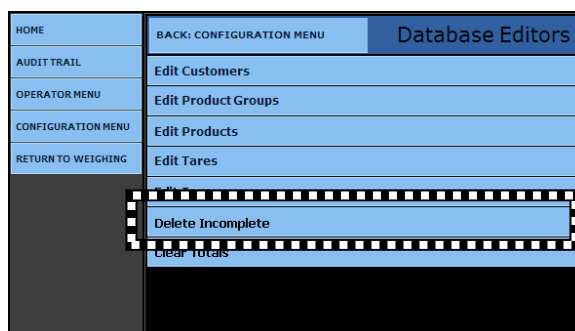 HOME
AUDIT TRAIL
OPERATOR MENU
CONFIGURATION MENU
RETURN TO WEIGHING
BACK: CONFIGURATION MENU
Database Editors
Edit Customers
Edit Product Groups
Edit Products
Edit Tares
Edit
Delete Incomplete
Clear Totals